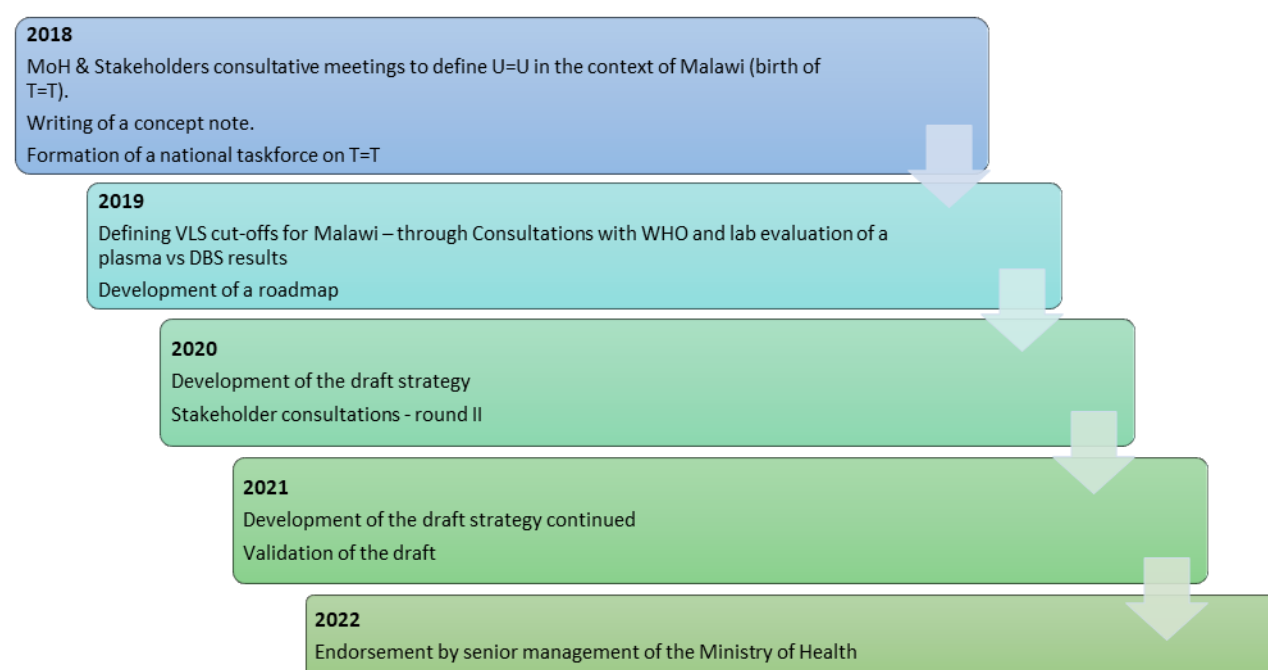 2018
MoH & Stakeholders consultative meetings to define U=U in the context of Malawi (birth of
T=T).
Writing of a concept note.
Formation of a national taskforce on T=T
2019
Defining VLS cut-offs for Malawi – through Consultations with WHO and lab evaluation of a
plasma vs DBS results
Development of a roadmap
2020
Development of the draft strategy
Stakeholder consultations - round II
2021
Development of the draft strategy continued
Validation of the draft
2022
Endorsement by senior management of the Ministry of Health